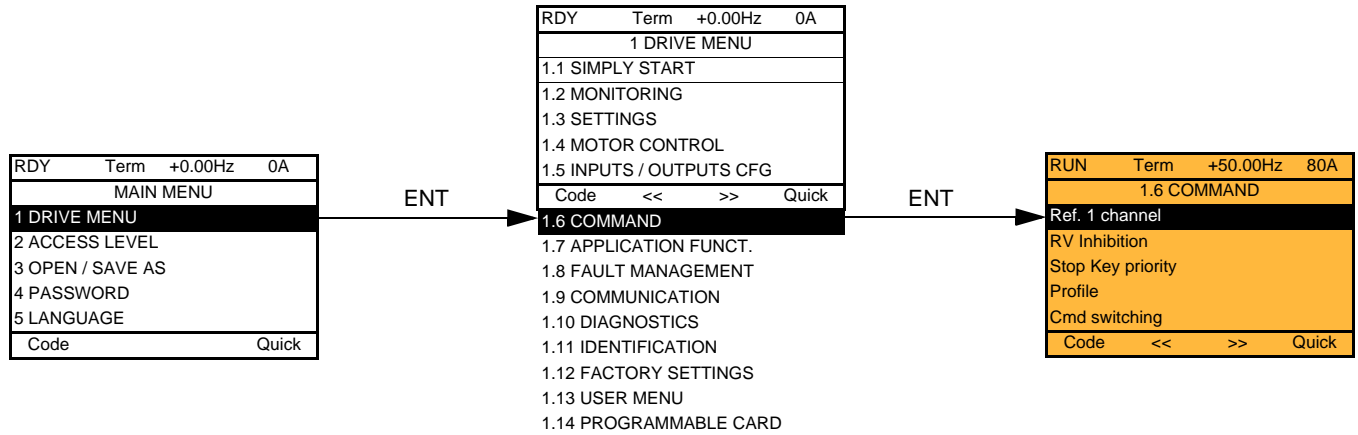 RDY Term +0.00Hz 0A
MAIN MENU
1 DRIVE MENU
2 ACCESS LEVEL
3 OPEN / SAVE AS
4 PASSWORD
5 LANGUAGE
Code Quick
ENT
RDY Term +0.00Hz 0A
1 DRIVE MENU
1.1 SIMPLY START
1.2 MONITORING
1.3 SETTINGS
1.4 MOTOR CONTROL
1.5 INPUTS / OUTPUTS CFG
Code << >> Quick
1.6 COMMAND
1.7 APPLICATION FUNCT.
1.8 FAULT MANAGEMENT
1.9 COMMUNICATION
1.10 DIAGNOSTICS
1.11 IDENTIFICATION
1.12 FACTORY SETTINGS
1.13 USER MENU
1.14 PROGRAMMABLE CARD
ENT
RUN Term +50.00Hz 80A
1.6 COMMAND
Ref. 1 channel
RV Inhibition
Stop Key priority
Profile
Cmd switching
Code << >> Quick